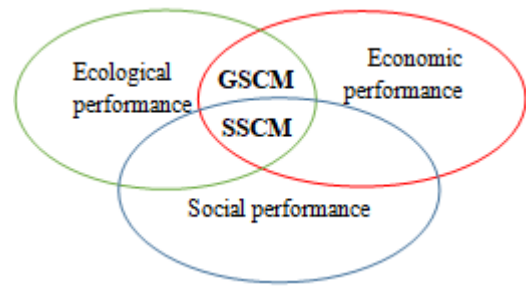 Ecological
performance
GSCM
Economic
performance
SSCM
Social performance